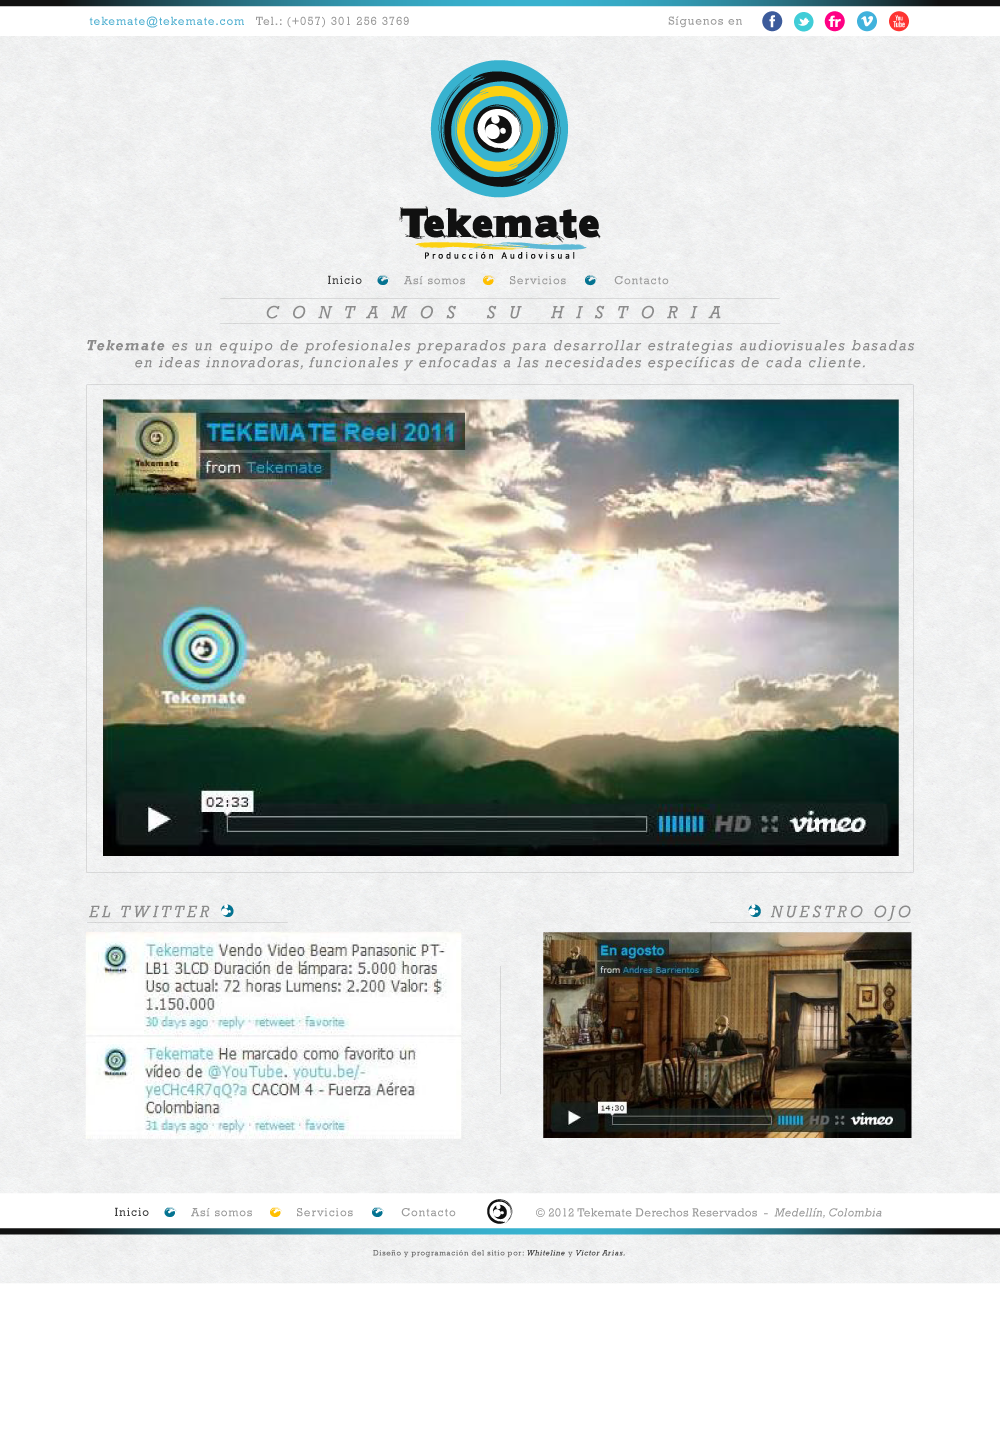 tekemate@tekemate.com Tel.: (+057) 301 256 3769 Síguenos en
Tekemate
Producción Audiovisual
Inicio Así somos Servicios Contacto
CONTAMOS SU HISTORIA
Tekemate es un equipo de profesionales preparados para desarrollar estrategias audiovisuales basadas
en ideas innovadoras, funcionales y enfocadas a las necesidades específicas de cada cliente.
Tekemate
TEKEMATE Reel 2011
from Tekemate
Tekemate
02:33
HD vimeo
EL TWITTER
Tekemate Vendo Video Beam Panasonic PT-
LB1 3LCD Duración de lámpara: 5.000 horas
Uso actual: 72 horas Lumens: 2.200 Valor: $
1.150.000
30 days ago · reply · retweet · favorite
Tekemate He marcado como favorito un
vídeo de @YouTube. youtu.be/-
yeCHc4R7qQ?a CACOM 4 - Fuerza Aérea
Colombiana
31 days ago · reply · retweet · favorite
NUESTRO OJO
En agosto
from Andres Barrientos
14:30
HD vimeo
Inicio Así somos Servicios Contacto © 2012 Tekemate Derechos Reservados - Medellín, Colombia
Diseño y programación del sitio por: Whiteline y Victor Arias.